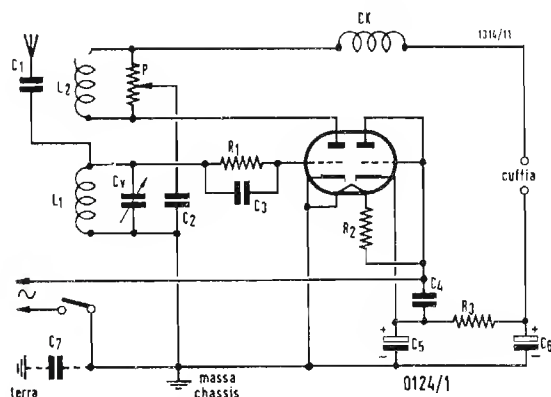 CK
1314/11
C1
L2
P
R1
cuffia
L1
Cv
C2
C3
R2
C4
R3
C7
+
C5
−
+
C6
−
terra
massa
chassis
0124/1